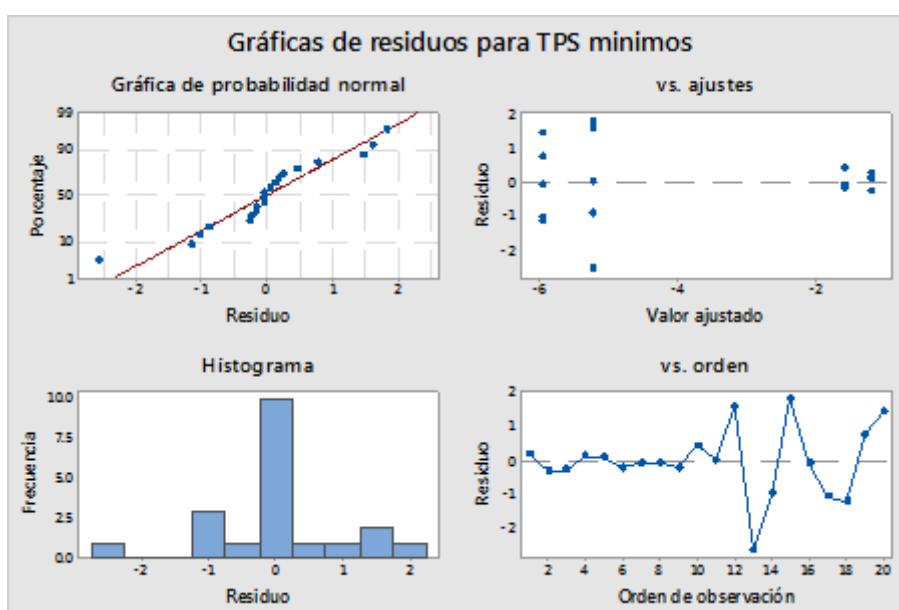 Gráficas de residuos para TPS minimos
Gráfica de probabilidad normal
99
90
50
10
1
Porcentaje
-2 -1 0 1 2
Residuo
vs. ajustes
2
1
0
-1
-2
Residuo
-6 -4 -2
Valor ajustado
Histograma
10.0
7.5
5.0
2.5
0.0
Frecuencia
-2 -1 0 1 2
Residuo
vs. orden
2
1
0
-1
-2
Residuo
2 4 6 8 10 12 14 16 18 20
Orden de observación